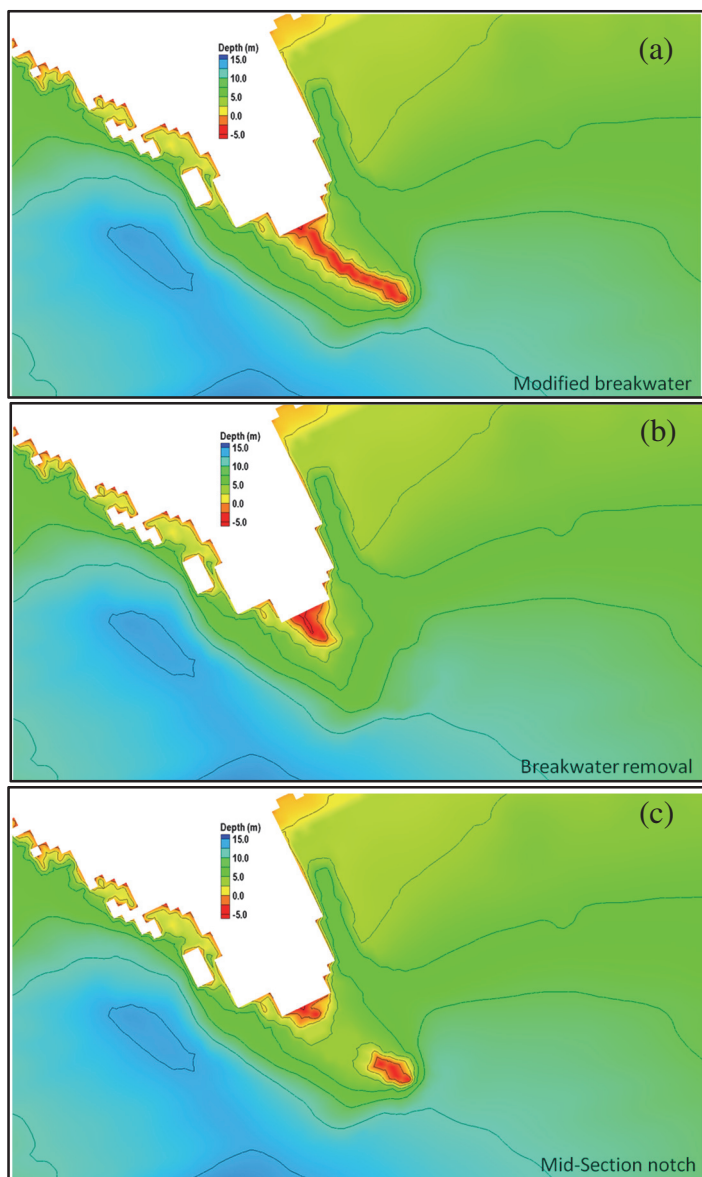 (a)
Depth (m)
15.0
10.0
5.0
0.0
-5.0
Modified breakwater
(b)
Depth (m)
15.0
10.0
5.0
0.0
-5.0
Breakwater removal
(c)
Depth (m)
15.0
10.0
5.0
0.0
-5.0
Mid-Section notch